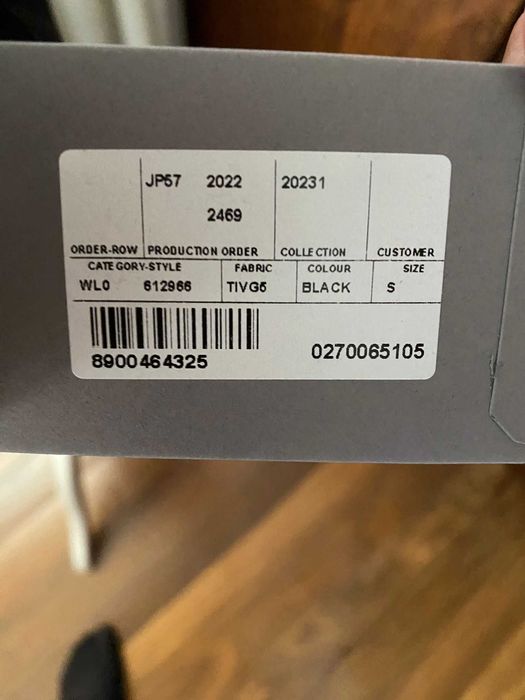 JP67 2022 20231
2469
ORDER-ROW PRODUCTION ORDER COLLECTION CUSTOMER
CATEGORY-STYLE FABRIC COLOUR SIZE
WL0 612966 TIVG5 BLACK S
8900464325 0270065105